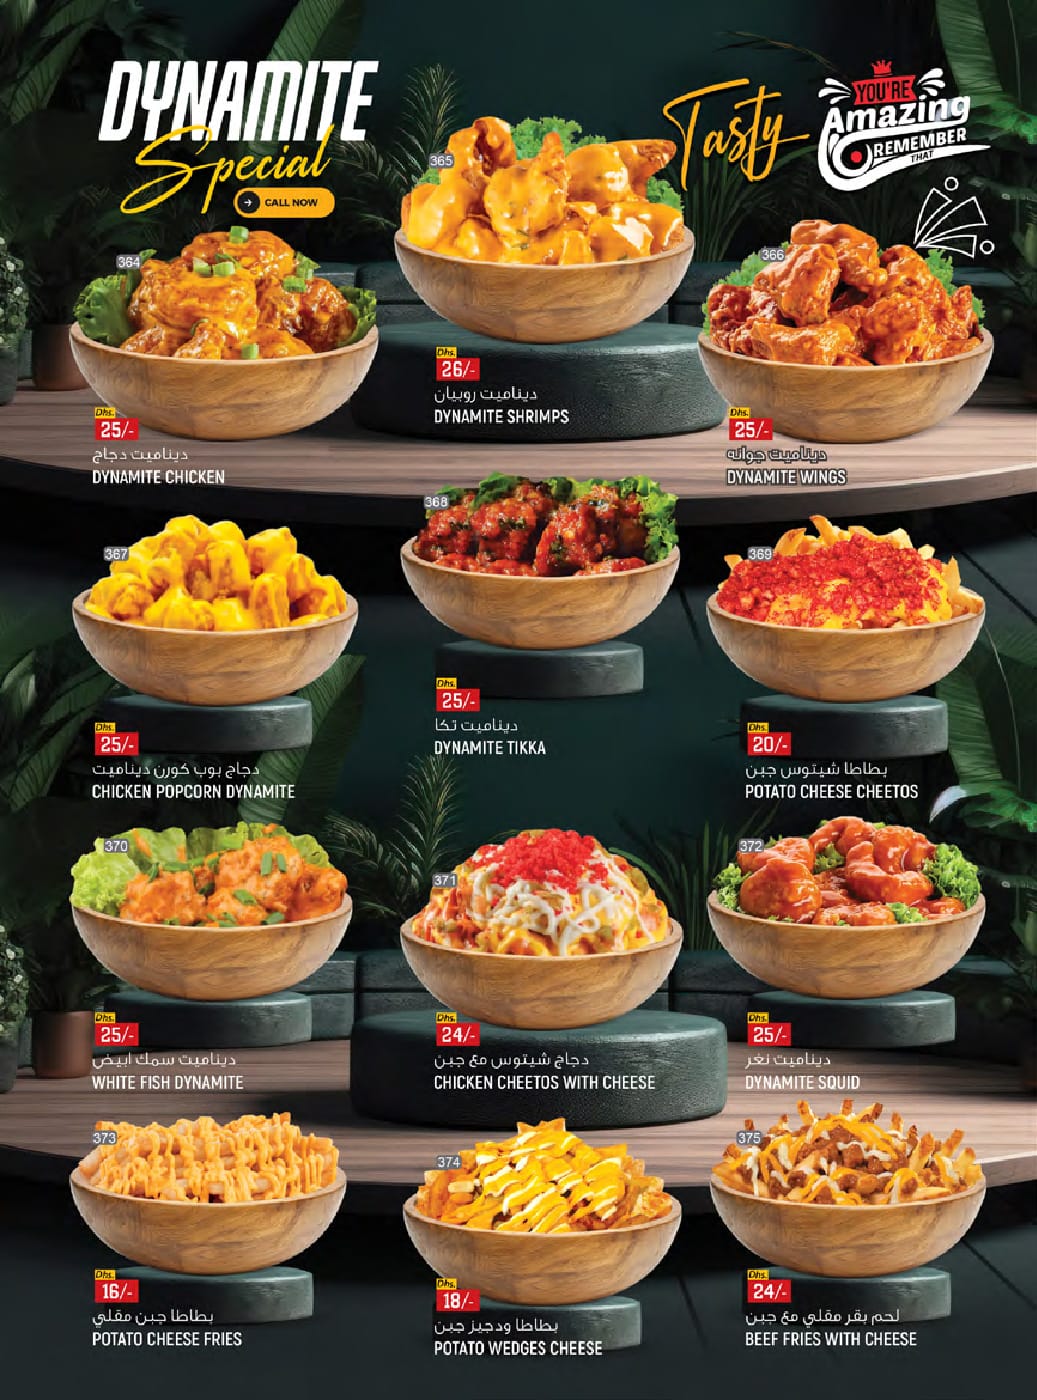 DYNAMITE
Special
CALL NOW
Tasty
YOU'RE
Amazing
REMEMBER
THAT
364
Dhs.
25/-
ديناميت دجاج
DYNAMITE CHICKEN
365
Dhs.
26/-
ديناميت روبيان
DYNAMITE SHRIMPS
366
Dhs.
25/-
ديناميت جوانه
DYNAMITE WINGS
367
Dhs.
25/-
دجاج بوب كورن ديناميت
CHICKEN POPCORN DYNAMITE
368
Dhs.
25/-
ديناميت تكا
DYNAMITE TIKKA
369
Dhs.
20/-
بطاطا شيتوس جبن
POTATO CHEESE CHEETOS
370
Dhs.
25/-
ديناميت سمك ابيض
WHITE FISH DYNAMITE
371
Dhs.
24/-
دجاج شيتوس مع جبن
CHICKEN CHEETOS WITH CHEESE
372
Dhs.
25/-
ديناميت نغر
DYNAMITE SQUID
373
Dhs.
16/-
بطاطا جبن مقلي
POTATO CHEESE FRIES
374
Dhs.
18/-
بطاطا ودجيز جبن
POTATO WEDGES CHEESE
375
Dhs.
24/-
لحم بقر مقلي مع جبن
BEEF FRIES WITH CHEESE